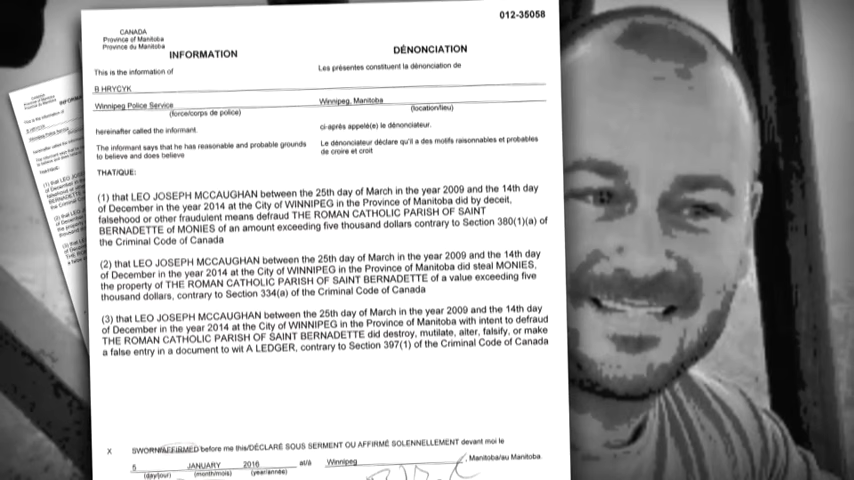 012-35058
CANADA
Province of Manitoba
Province du Manitoba
INFORMATION
DÉNONCIATION
This is the information of
Les présentes constituent la dénonciation de
B HRYCYK
Winnipeg Police Service
Winnipeg, Manitoba
(force/corps de police)
(location/lieu)
hereinafter called the informant.
ci-après appelé(e) le dénonciateur.
The informant says that he has reasonable and probable grounds
to believe and does believe
Le dénonciateur déclare qu'il a des motifs raisonnables et probables
de croire et croit
THAT/QUE:
(1) that LEO JOSEPH MCCAUGHAN between the 25th day of March in the year 2009 and the 14th day
of December in the year 2014 at the City of WINNIPEG in the Province of Manitoba did by deceit,
falsehood or other fraudulent means defraud THE ROMAN CATHOLIC PARISH OF SAINT
BERNADETTE of MONIES of an amount exceeding five thousand dollars contrary to Section 380(1)(a) of
the Criminal Code of Canada
(2) that LEO JOSEPH MCCAUGHAN between the 25th day of March in the year 2009 and the 14th day
of December in the year 2014 at the City of WINNIPEG in the Province of Manitoba did steal MONIES,
the property of THE ROMAN CATHOLIC PARISH OF SAINT BERNADETTE of a value exceeding five
thousand dollars, contrary to Section 334(a) of the Criminal Code of Canada
(3) that LEO JOSEPH MCCAUGHAN between the 25th day of March in the year 2009 and the 14th day
of December in the year 2014 at the City of WINNIPEG in the Province of Manitoba with intent to defraud
THE ROMAN CATHOLIC PARISH OF SAINT BERNADETTE did destroy, mutilate, alter, falsify, or make
a false entry in a document to wit A LEDGER, contrary to Section 397(1) of the Criminal Code of Canada
X SWORN/AFFIRMED before me this/DÉCLARÉ SOUS SERMENT OU AFFIRMÉ SOLENNELLEMENT devant moi le
5 JANUARY 2016 at/à Winnipeg, Manitoba/au Manitoba
(day/jour) (month/mois) (year/année)